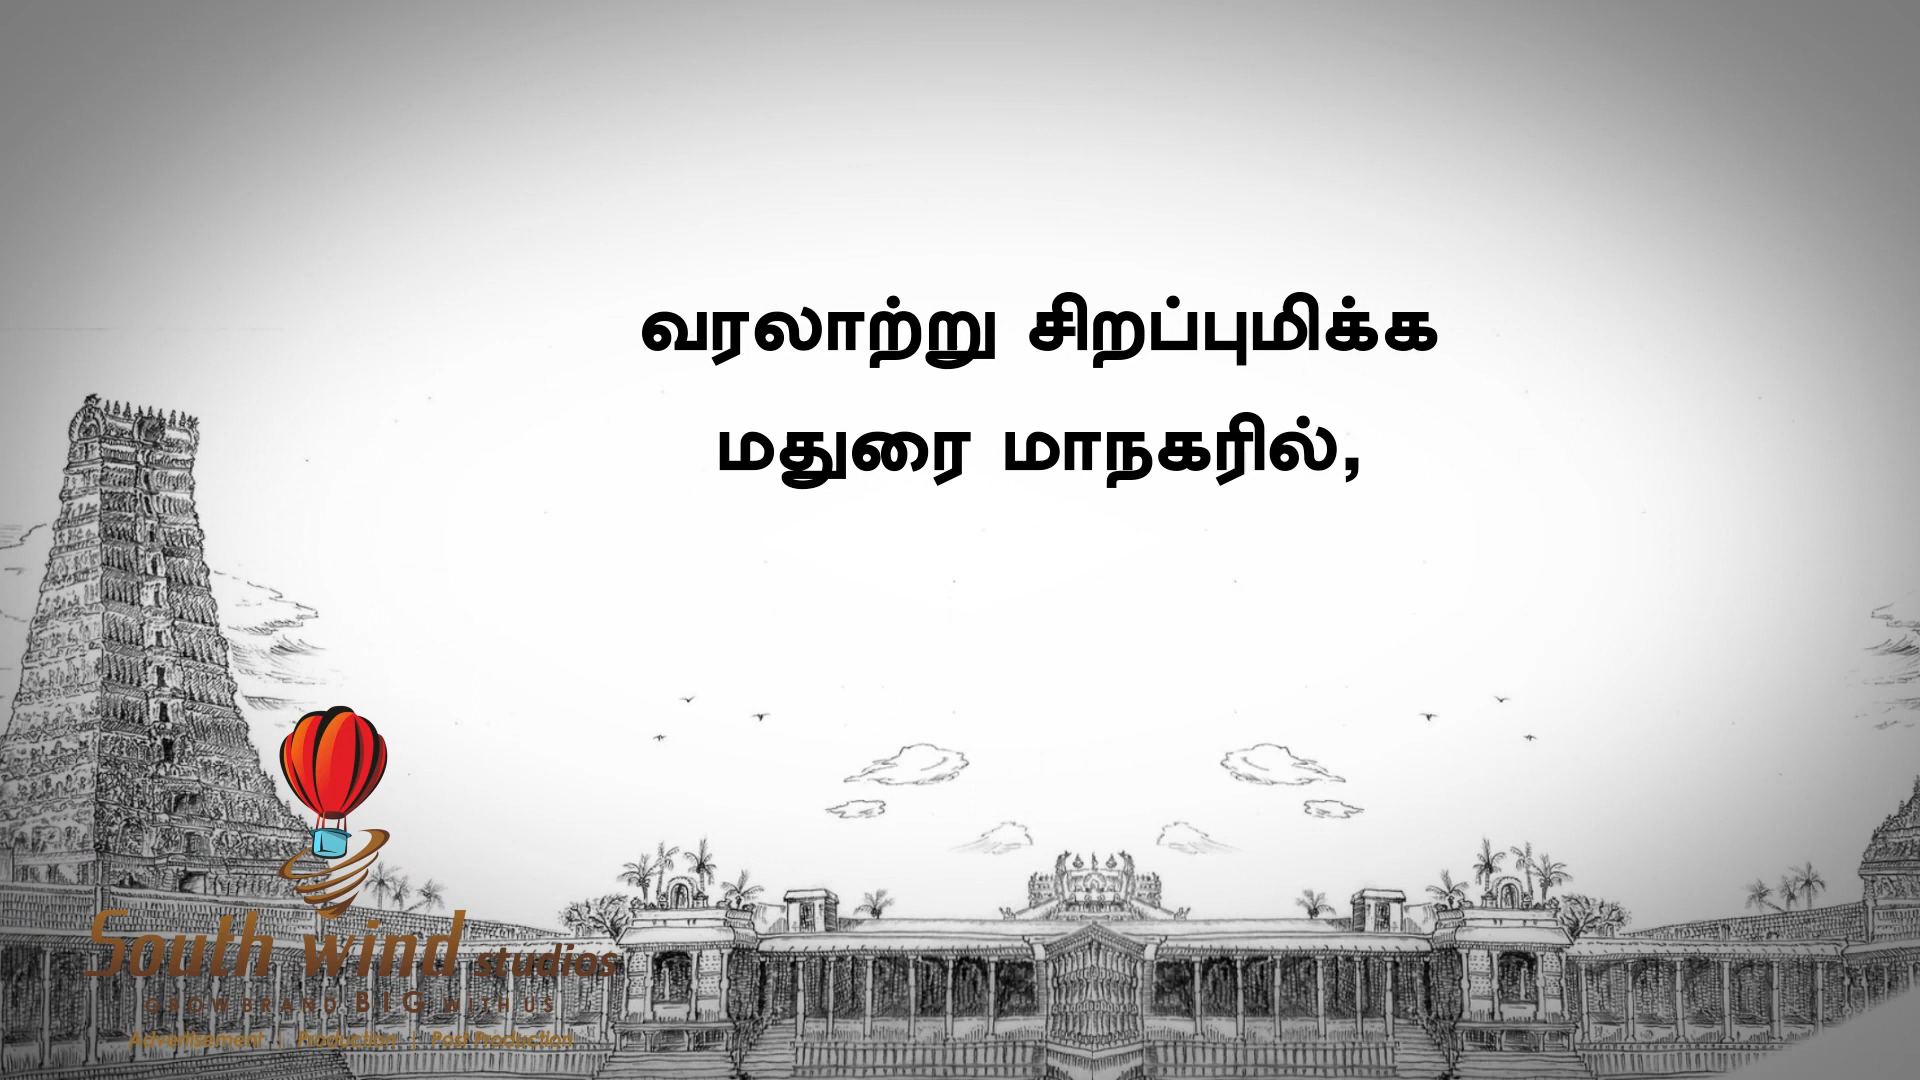 வரலாற்று சிறப்புமிக்க
மதுரை மாநகரில்,
South wind studios
GROW BRAND BIG WITH US
Advertisement | Production | Post Production